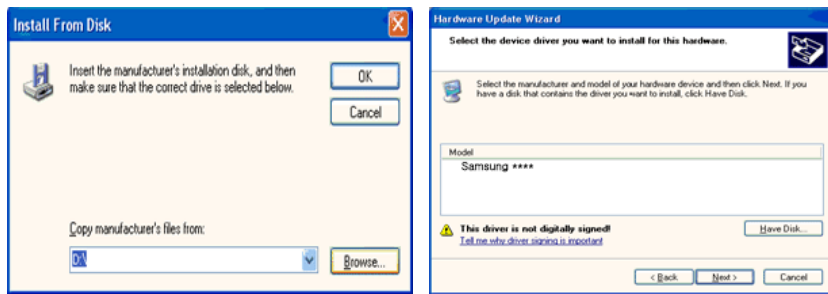 Install From Disk
Insert the manufacturer's installation disk, and then
make sure that the correct drive is selected below.
OK
Cancel
Copy manufacturer's files from:
D:\
Browse...
Hardware Update Wizard
Select the device driver you want to install for this hardware.
Select the manufacturer and model of your hardware device and then click Next. If you
have a disk that contains the driver you want to install, click Have Disk.
Model
Samsung ****
This driver is not digitally signed!
Tell me why driver signing is important
Have Disk...
< Back
Next >
Cancel